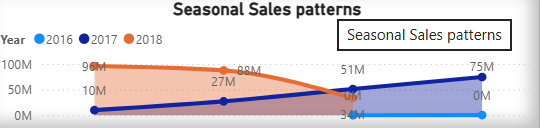 Seasonal Sales patterns
Year 2016 2017 2018
Seasonal Sales patterns
100M 96M 88M 51M 75M
50M 10M 27M 0M 0M
0M 34M